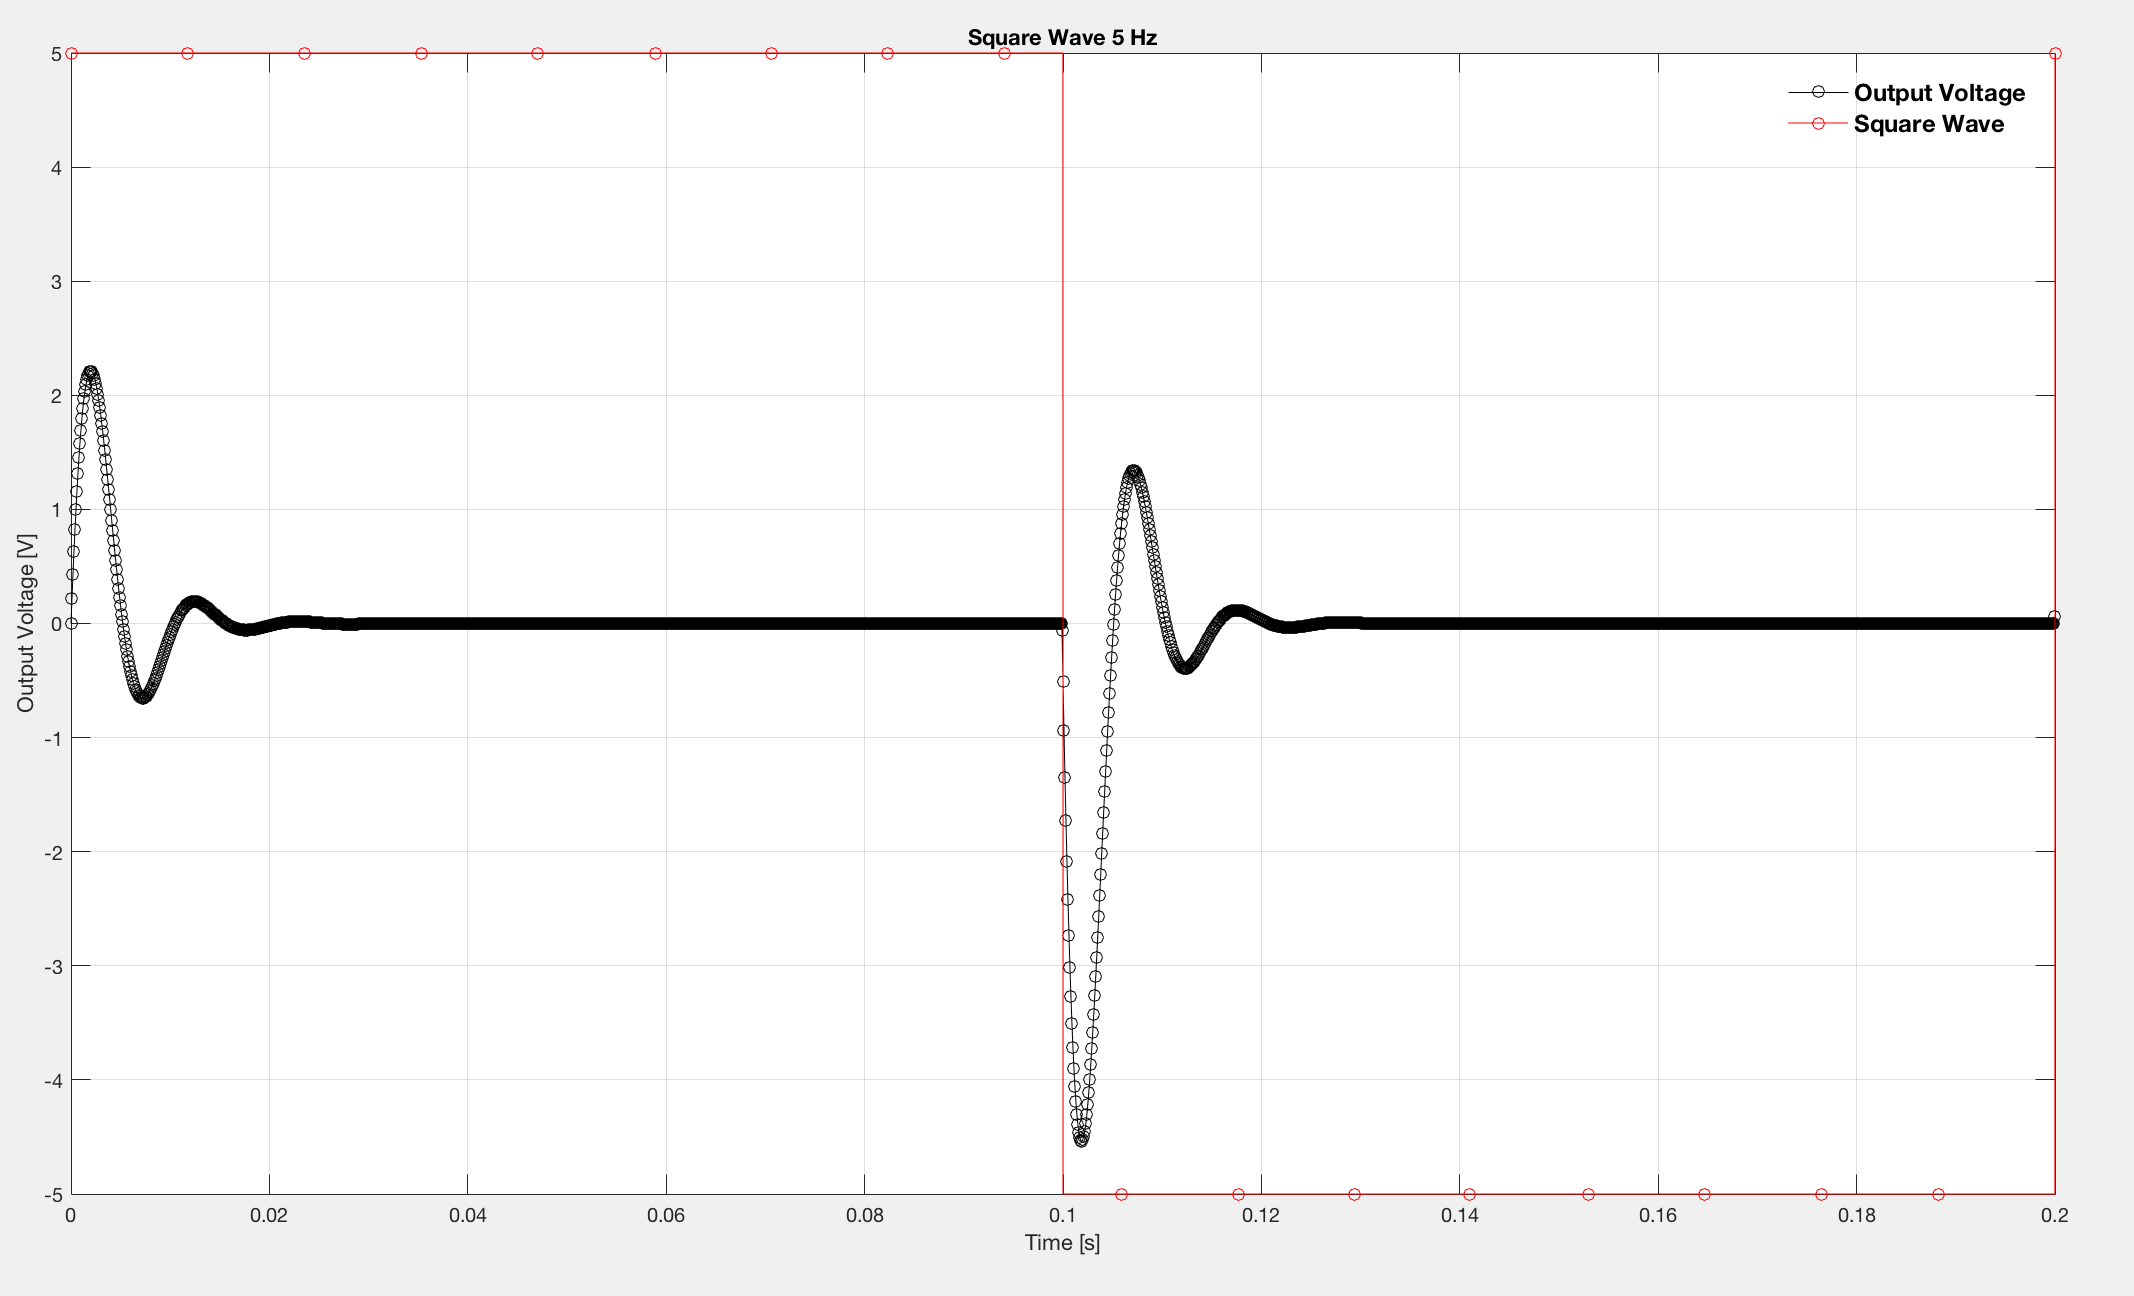 Square Wave 5 Hz
Output Voltage
Square Wave
5
4
3
2
1
0
-1
-2
-3
-4
-5
Output Voltage [V]
0 0.02 0.04 0.06 0.08 0.1 0.12 0.14 0.16 0.18 0.2
Time [s]